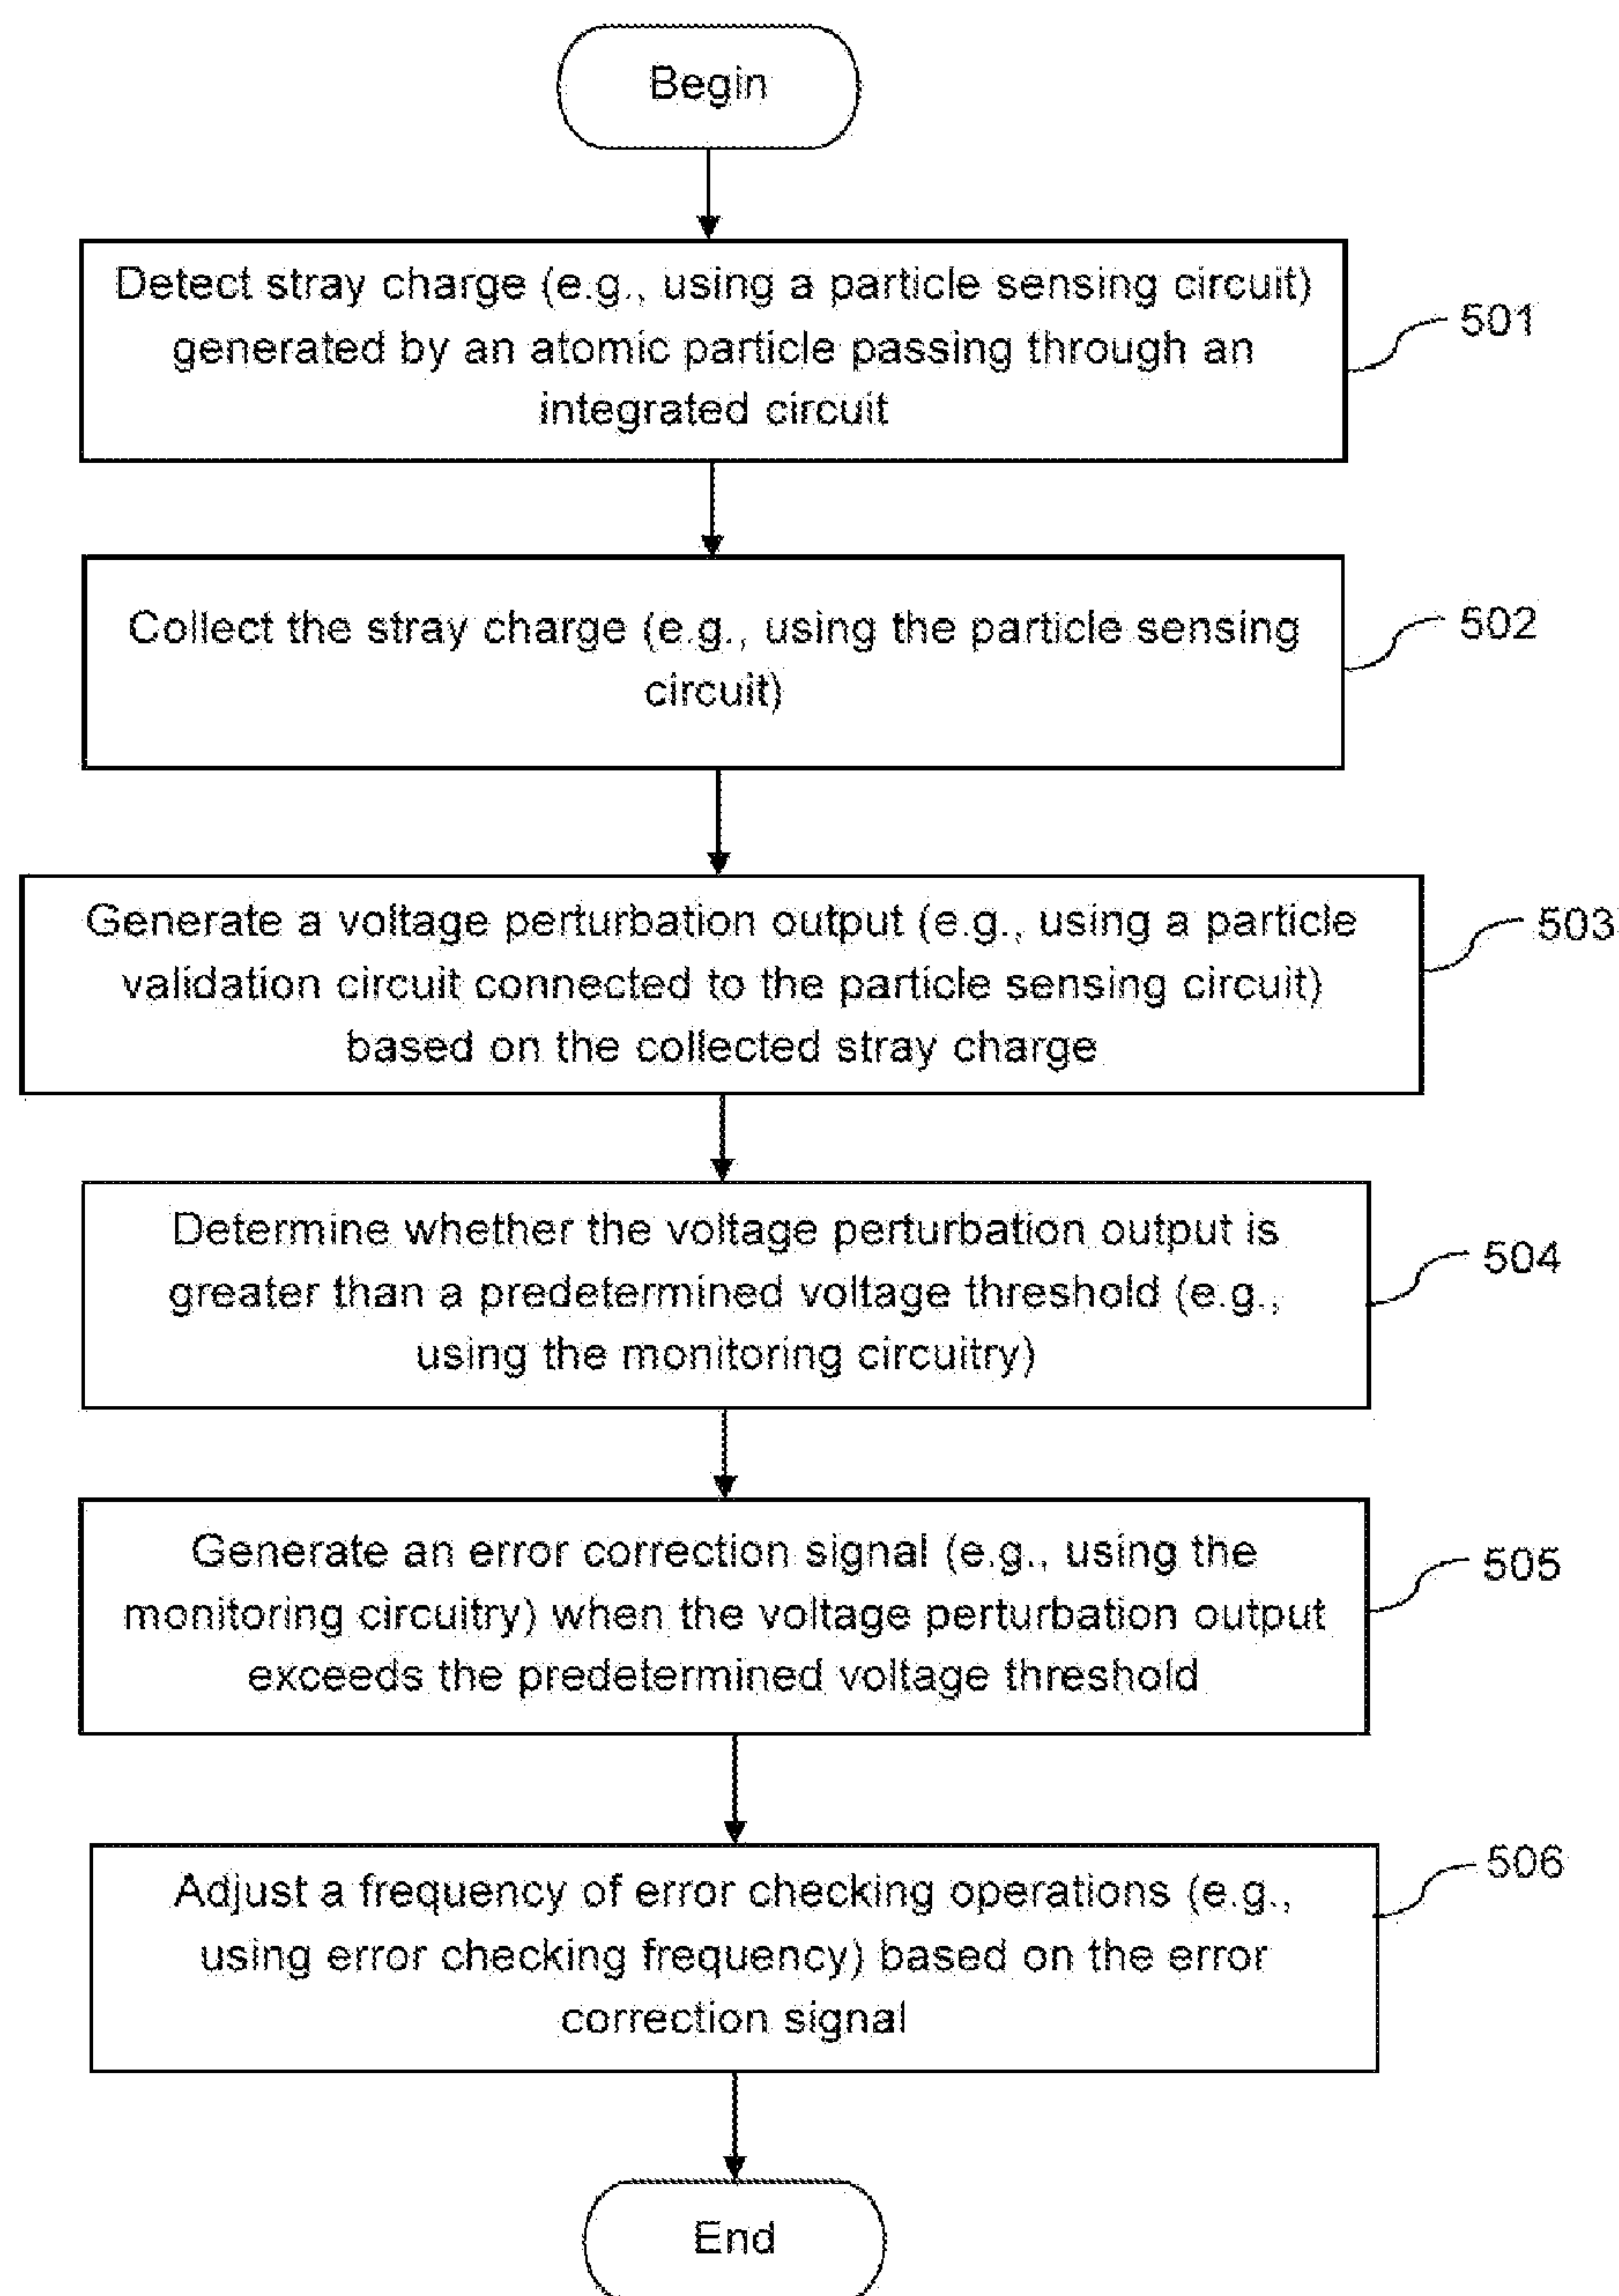 Begin
Detect stray charge (e.g., using a particle sensing circuit)
generated by an atomic particle passing through an
integrated circuit
501
Collect the stray charge (e.g., using the particle sensing
circuit)
502
Generate a voltage perturbation output (e.g., using a particle
validation circuit connected to the particle sensing circuit)
based on the collected stray charge
503
Determine whether the voltage perturbation output is
greater than a predetermined voltage threshold (e.g.,
using the monitoring circuitry)
504
Generate an error correction signal (e.g., using the
monitoring circuitry) when the voltage perturbation output
exceeds the predetermined voltage threshold
505
Adjust a frequency of error checking operations (e.g.,
using error checking frequency) based on the error
correction signal
506
End